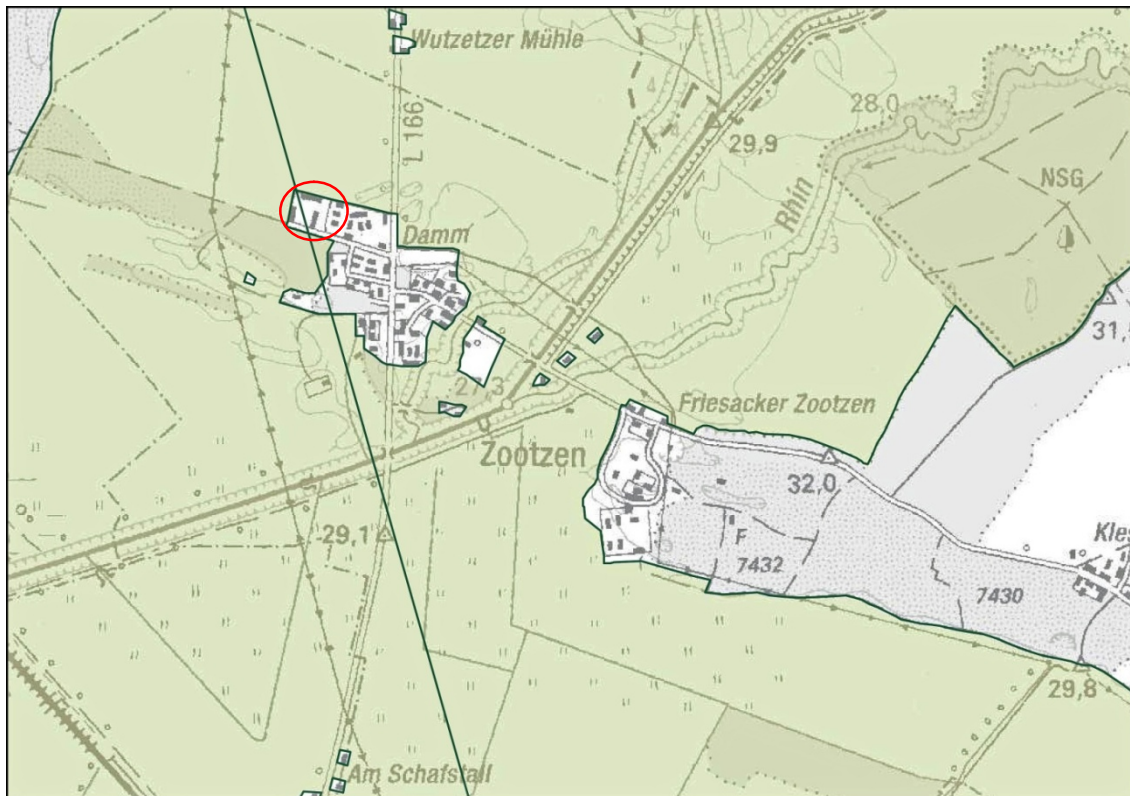 Wutzetzer Mühle
L 166
28,0
29,9
NSG
Rhin
Damm
31,
27,3
Friesacker Zootzen
Zootzen
32,0
29,1
F
7432
Kles
7430
29,8
Am Schafstall